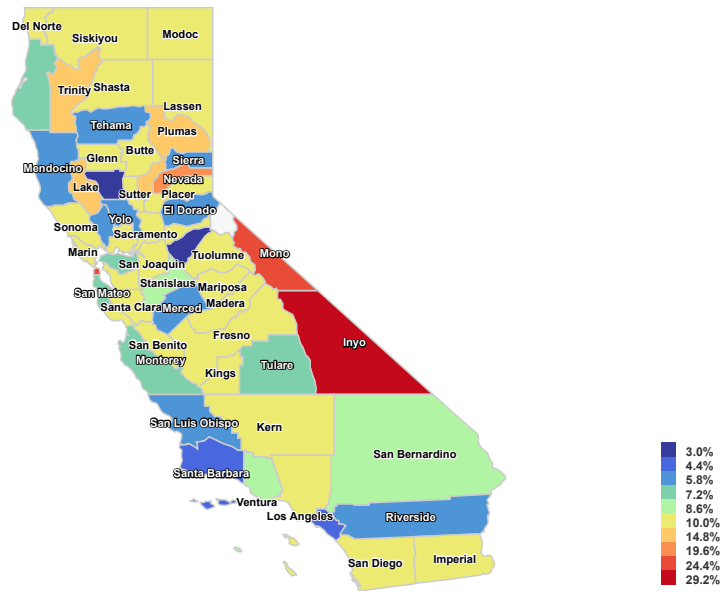 Del Norte
Siskiyou
Modoc
Trinity
Shasta
Lassen
Tehama
Plumas
Butte
Glenn
Sierra
Mendocino
Nevada
Lake
Sutter
Placer
El Dorado
Yolo
Sonoma
Sacramento
Marin
Tuolumne
Mono
San Joaquin
Stanislaus
Mariposa
San Mateo
Santa Clara
Merced
Madera
Fresno
San Benito
Inyo
Monterey
Tulare
Kings
San Luis Obispo
Kern
San Bernardino
Santa Barbara
Ventura
Los Angeles
Riverside
San Diego
Imperial
3.0%
4.4%
5.8%
7.2%
8.6%
10.0%
14.8%
19.6%
24.4%
29.2%